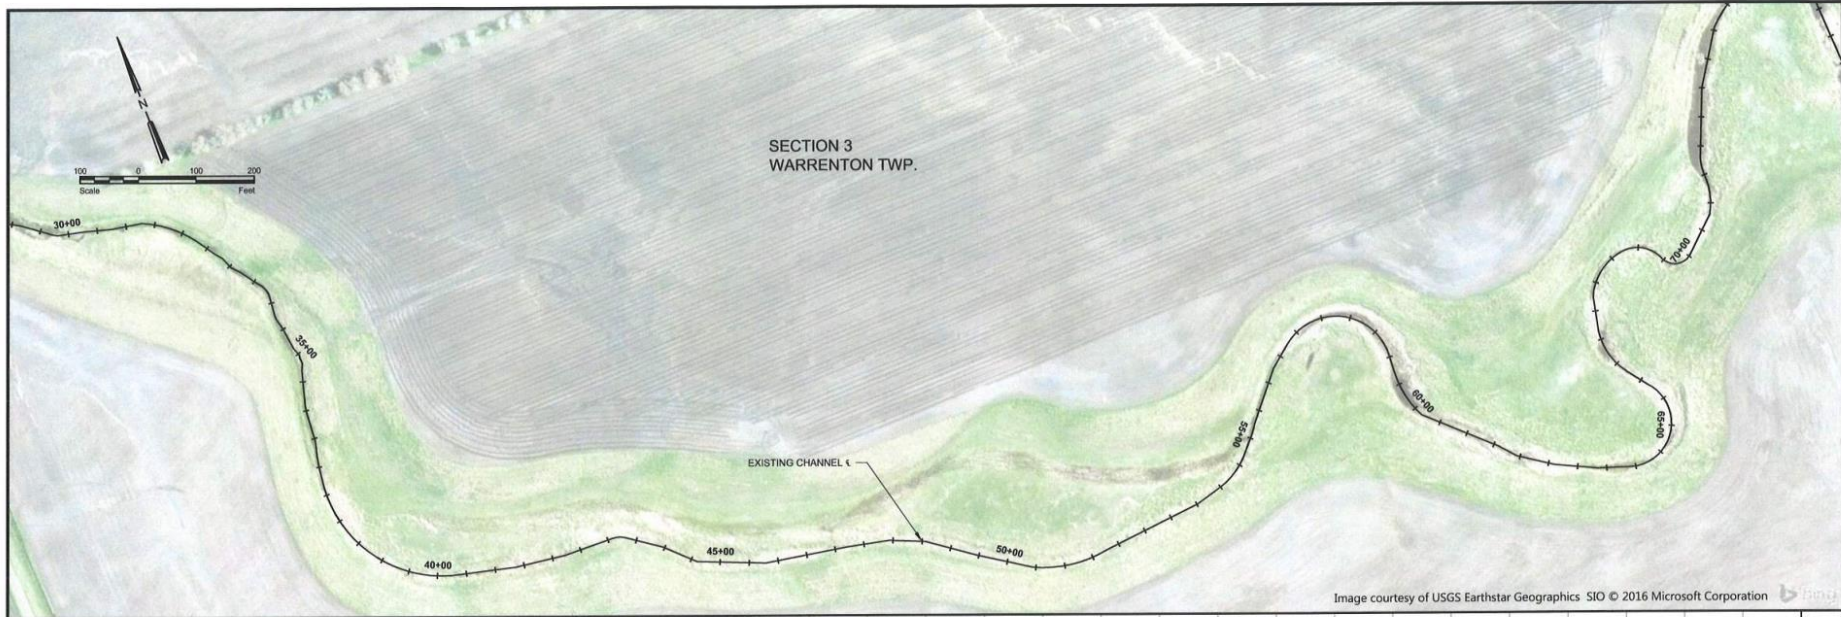 N
100 0 100 200
Scale Feet
SECTION 3
WARRENTON TWP.
30+00
35+00
40+00
45+00
EXISTING CHANNEL ℄
50+00
55+00
60+00
65+00
70+00
Image courtesy of USGS Earthstar Geographics SIO © 2016 Microsoft Corporation
bing